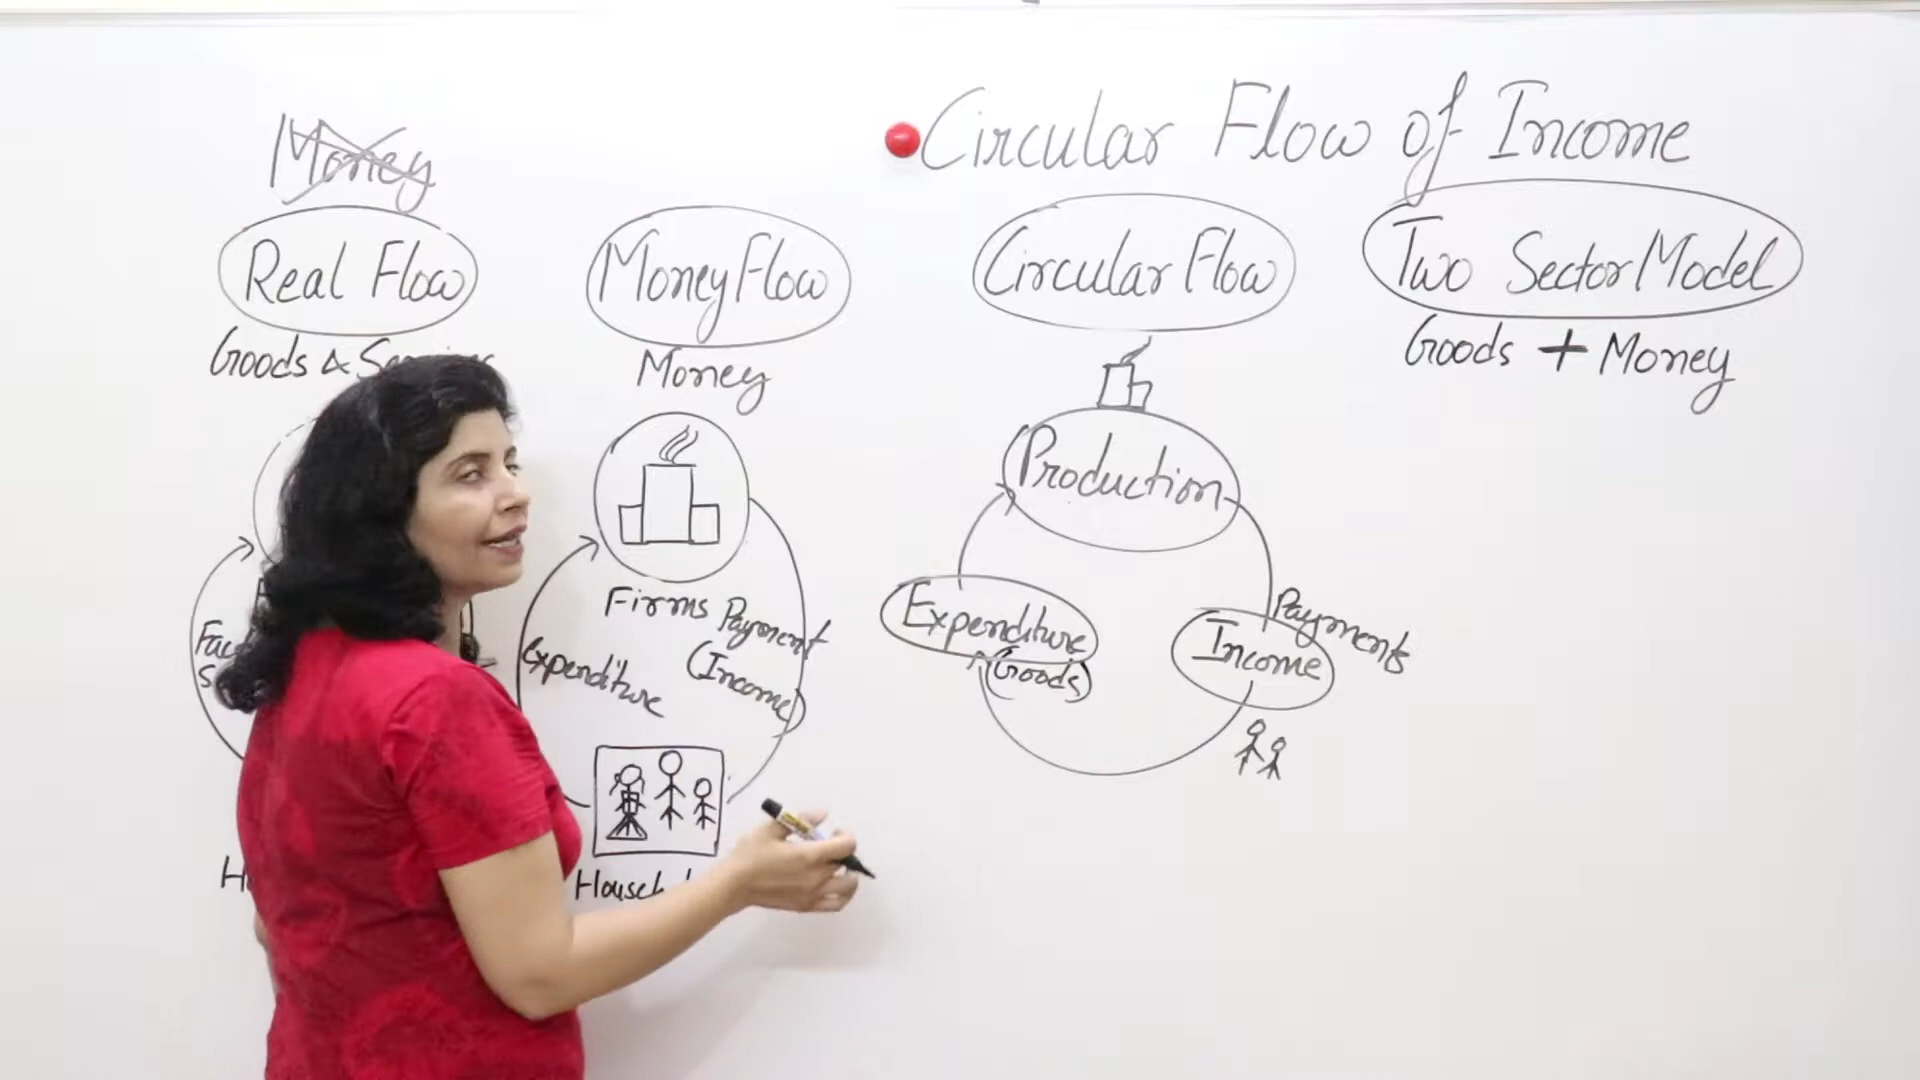 Circular Flow of Income
Money
Real Flow
Goods &
Money Flow
Money
Firms
Payment
(Income)
Expenditure
Circular Flow
Production
Payments
Income
Expenditure
(Goods)
Two Sector Model
Goods + Money